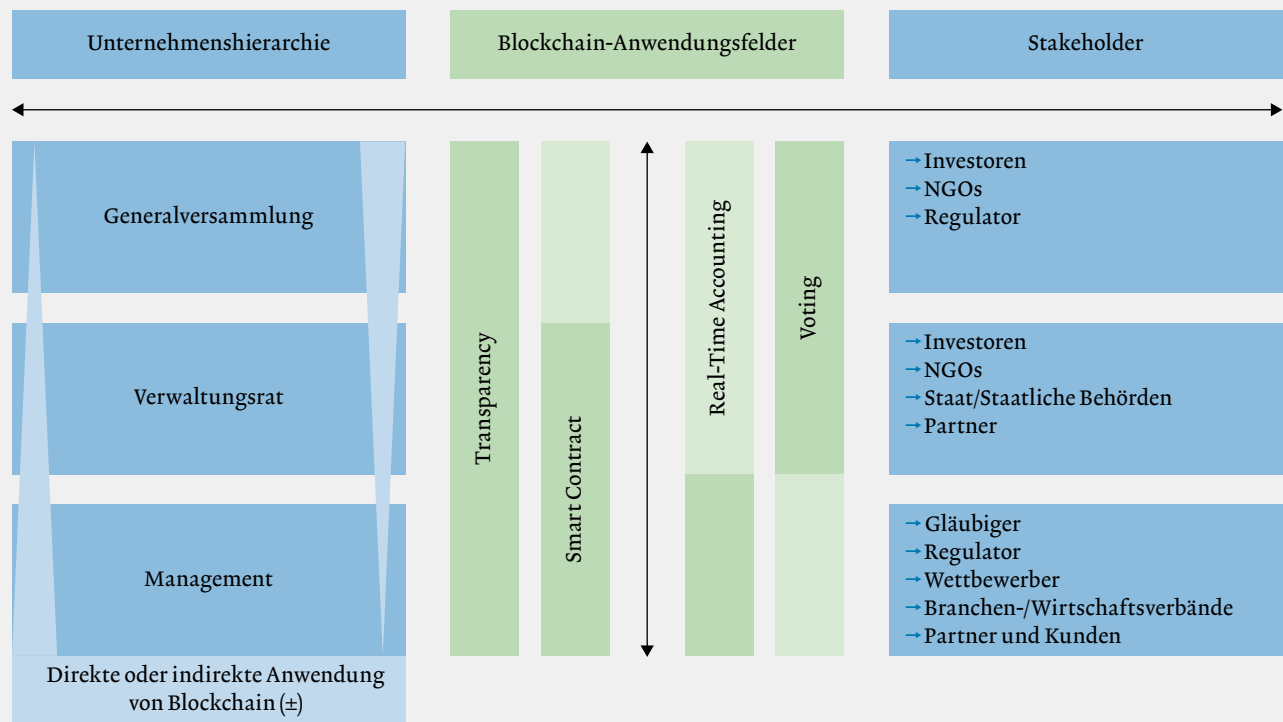 Unternehmenshierarchie
Blockchain-Anwendungsfelder
Stakeholder
Generalversammlung
Verwaltungsrat
Management
Direkte oder indirekte Anwendung
von Blockchain (±)
Transparency
Smart Contract
Real-Time Accounting
Voting
→ Investoren
→ NGOs
→ Regulator
→ Investoren
→ NGOs
→ Staat/Staatliche Behörden
→ Partner
→ Gläubiger
→ Regulator
→ Wettbewerber
→ Branchen-/Wirtschaftsverbände
→ Partner und Kunden